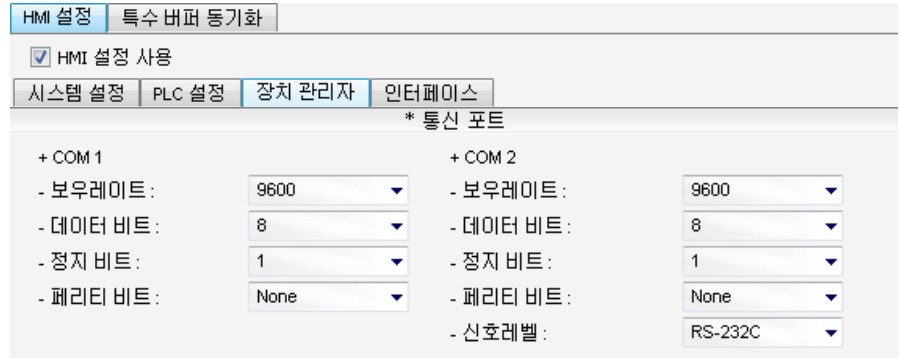 HMI 설정 특수 버퍼 동기화
HMI 설정 사용
시스템 설정 PLC 설정 장치 관리자 인터페이스
* 통신 포트
+ COM 1 + COM 2
- 보우레이트 : 9600 - 보우레이트 : 9600
- 데이터 비트 : 8 - 데이터 비트 : 8
- 정지 비트 : 1 - 정지 비트 : 1
- 페리티 비트 : None - 페리티 비트 : None
- 신호레벨 : RS-232C